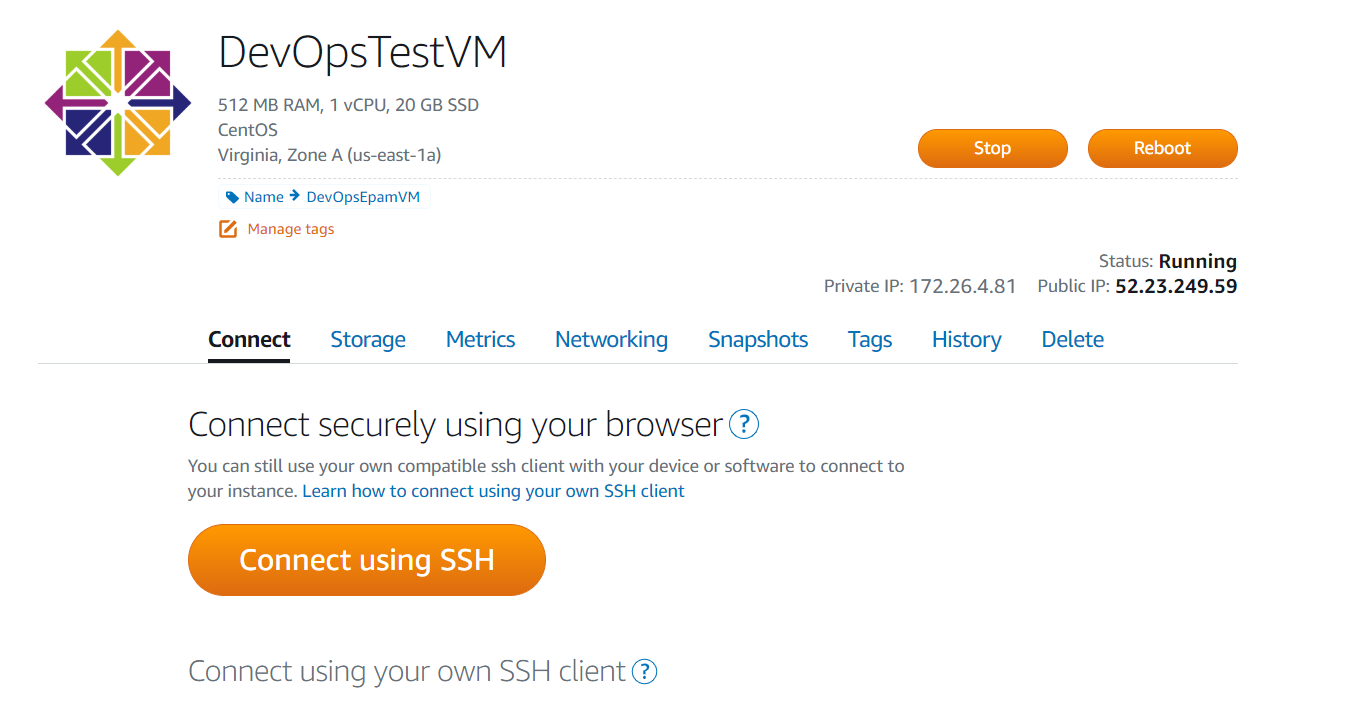 DevOpsTestVM
512 MB RAM, 1 vCPU, 20 GB SSD
CentOS
Virginia, Zone A (us-east-1a)
Stop
Reboot
Name → DevOpsEpamVM
Manage tags
Status: Running
Private IP: 172.26.4.81 Public IP: 52.23.249.59
Connect Storage Metrics Networking Snapshots Tags History Delete
Connect securely using your browser ?
You can still use your own compatible ssh client with your device or software to connect to
your instance. Learn how to connect using your own SSH client
Connect using SSH
Connect using your own SSH client ?